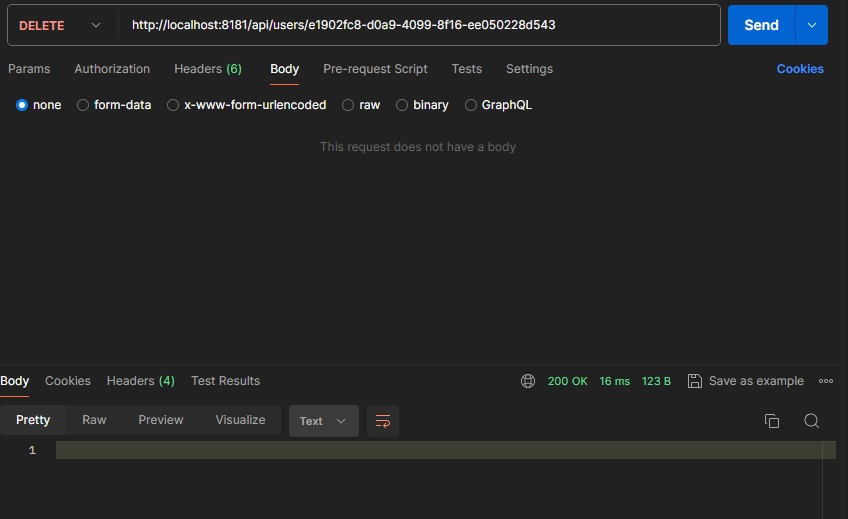 DELETE http://localhost:8181/api/users/e1902fc8-d0a9-4099-8f16-ee050228d543 Send
Params Authorization Headers (6) Body Pre-request Script Tests Settings Cookies
none form-data x-www-form-urlencoded raw binary GraphQL
This request does not have a body
Body Cookies Headers (4) Test Results 200 OK 16 ms 123 B Save as example
Pretty Raw Preview Visualize Text
1